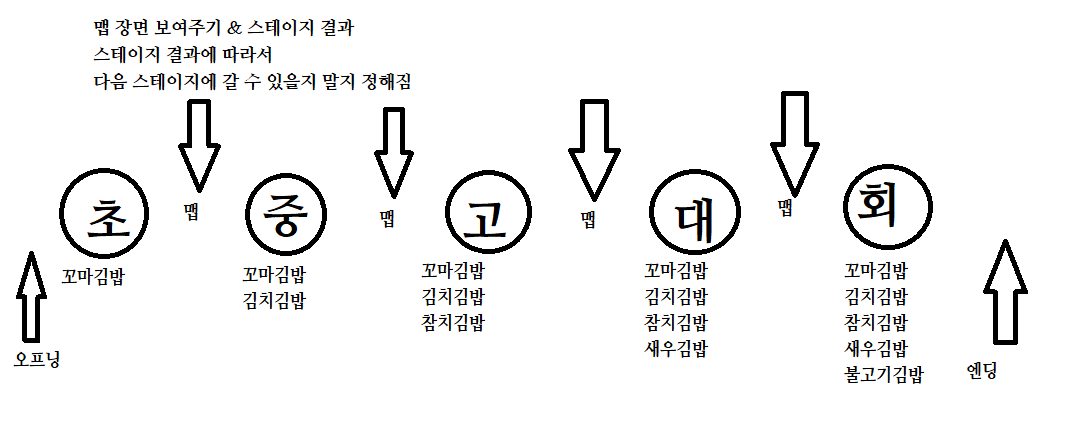 맵 장면 보여주기 & 스테이지 결과
스테이지 결과에 따라서
다음 스테이지에 갈 수 있을지 말지 정해짐
초
맵
중
맵
고
맵
대
맵
회
꼬마김밥
꼬마김밥
김치김밥
꼬마김밥
김치김밥
참치김밥
꼬마김밥
김치김밥
참치김밥
새우김밥
꼬마김밥
김치김밥
참치김밥
새우김밥
불고기김밥
오프닝
엔딩